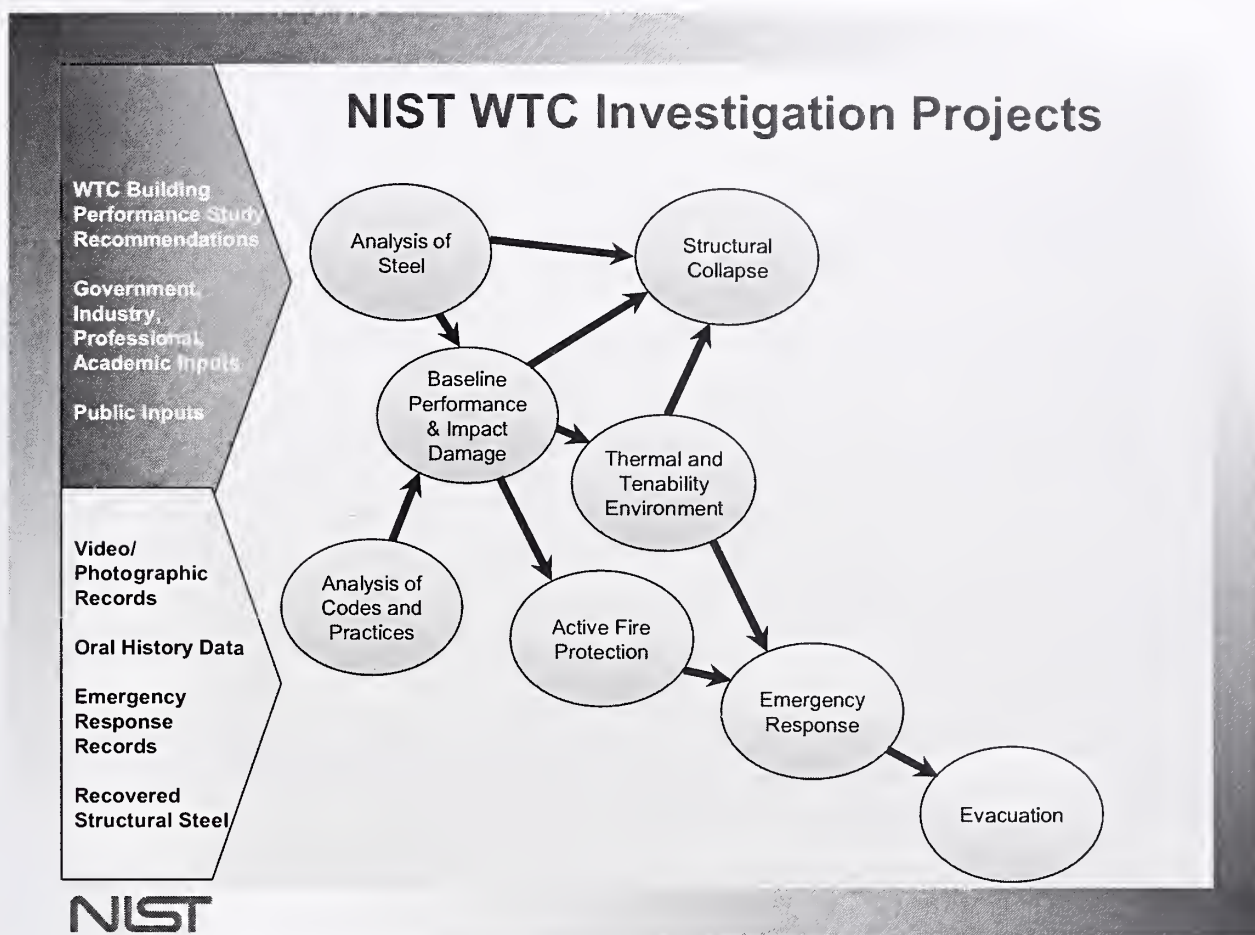 NIST WTC Investigation Projects
WTC Building
Performance Study
Recommendations
Government,
Industry,
Professional,
Academic Inputs
Public Inputs
Video/
Photographic
Records
Oral History Data
Emergency
Response
Records
Recovered
Structural Steel
Analysis of
Steel
Structural
Collapse
Baseline
Performance
& Impact
Damage
Thermal and
Tenability
Environment
Analysis of
Codes and
Practices
Active Fire
Protection
Emergency
Response
Evacuation
NIST